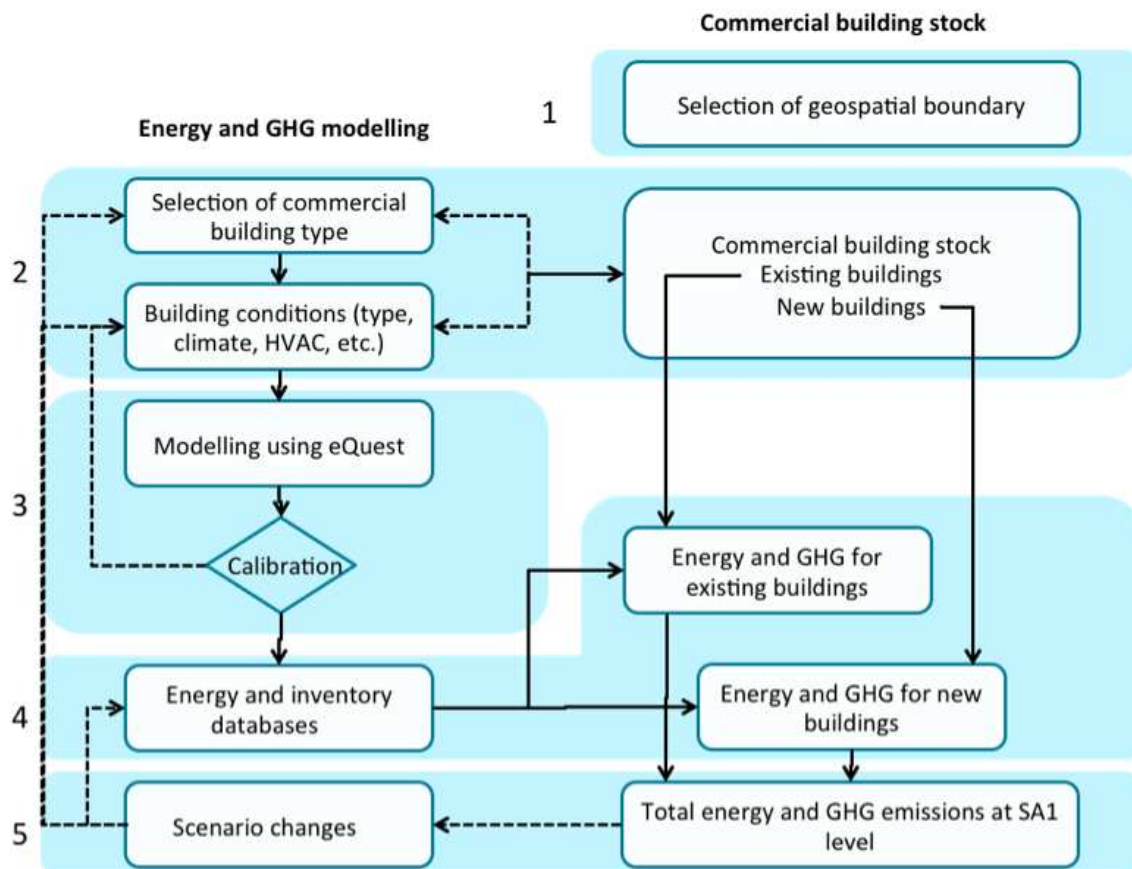 Commercial building stock
1
Selection of geospatial boundary
Energy and GHG modelling
2
Selection of commercial
building type
Building conditions (type,
climate, HVAC, etc.)
Commercial building stock
Existing buildings
New buildings
3
Modelling using eQuest
Calibration
Energy and GHG for
existing buildings
4
Energy and inventory
databases
Energy and GHG for new
buildings
5
Scenario changes
Total energy and GHG emissions at SA1
level